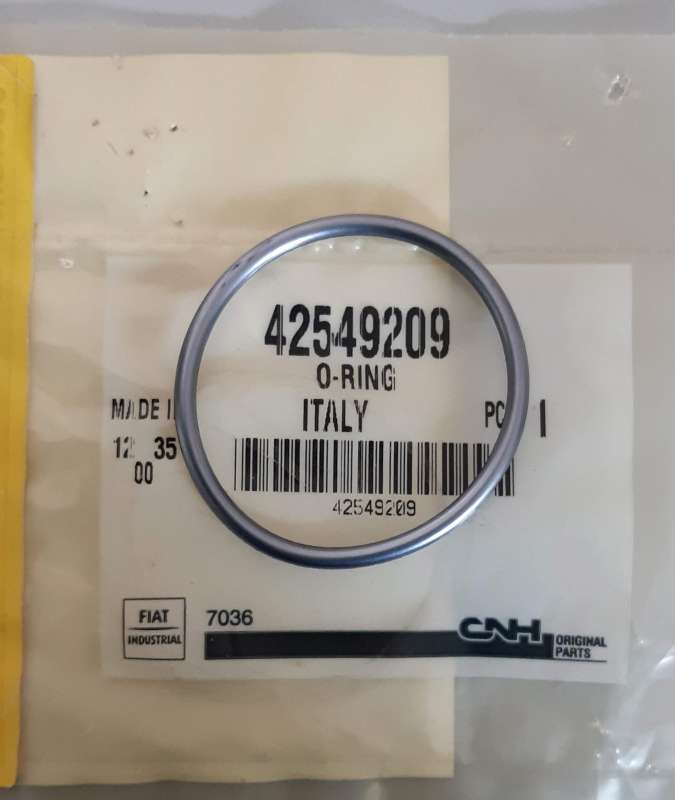 42549209
O-RING
MADE I ITALY PC 1
12 35
00
42549209
FIAT
INDUSTRIAL
7036
CNH
ORIGINAL
PARTS